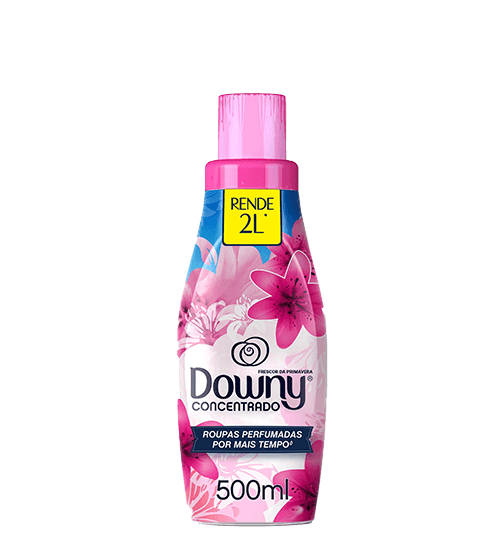 RENDE
2L*
FRESCOR DA PRIMAVERA
Downy®
CONCENTRADO
ROUPAS PERFUMADAS
POR MAIS TEMPO²
500ml